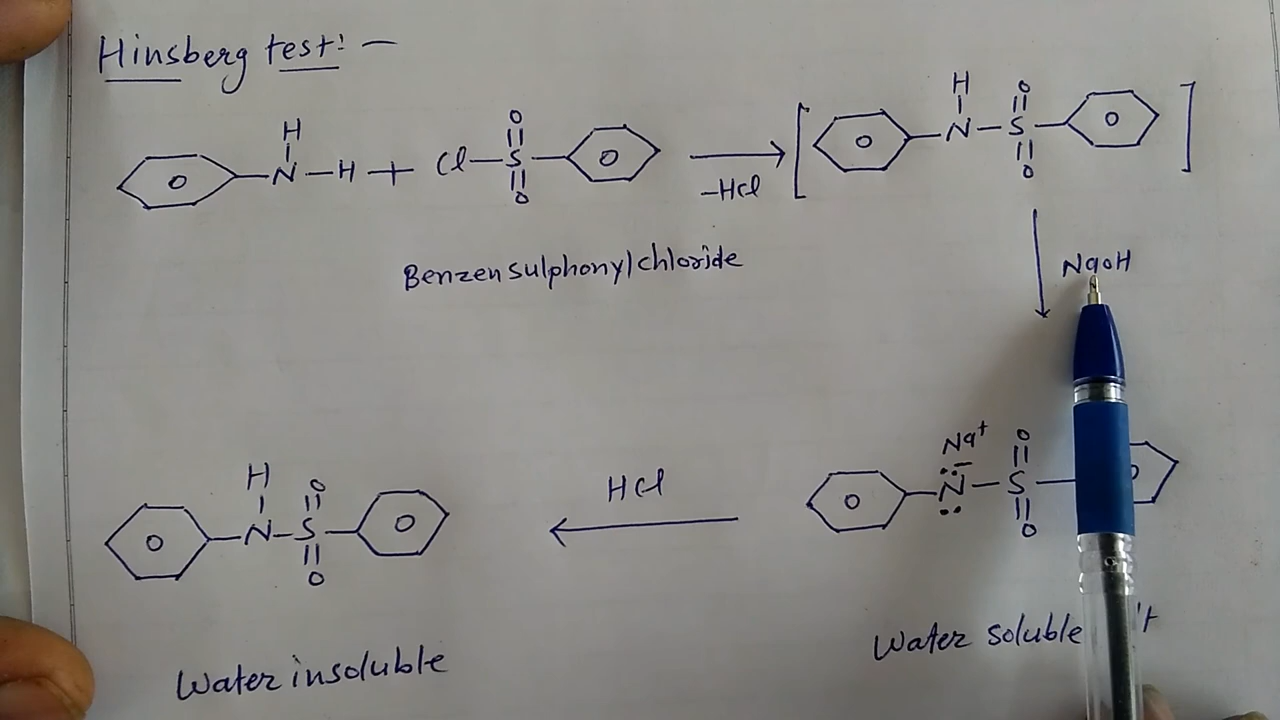 Hinsberg test:-
H
N-H + Cl-S
O
O
-HCl
H
N-S
O
O
Benzensulphonylchloride
NaOH
Na+
N-S
O
O
HCl
H
N-S
O
O
Water soluble
Water insoluble